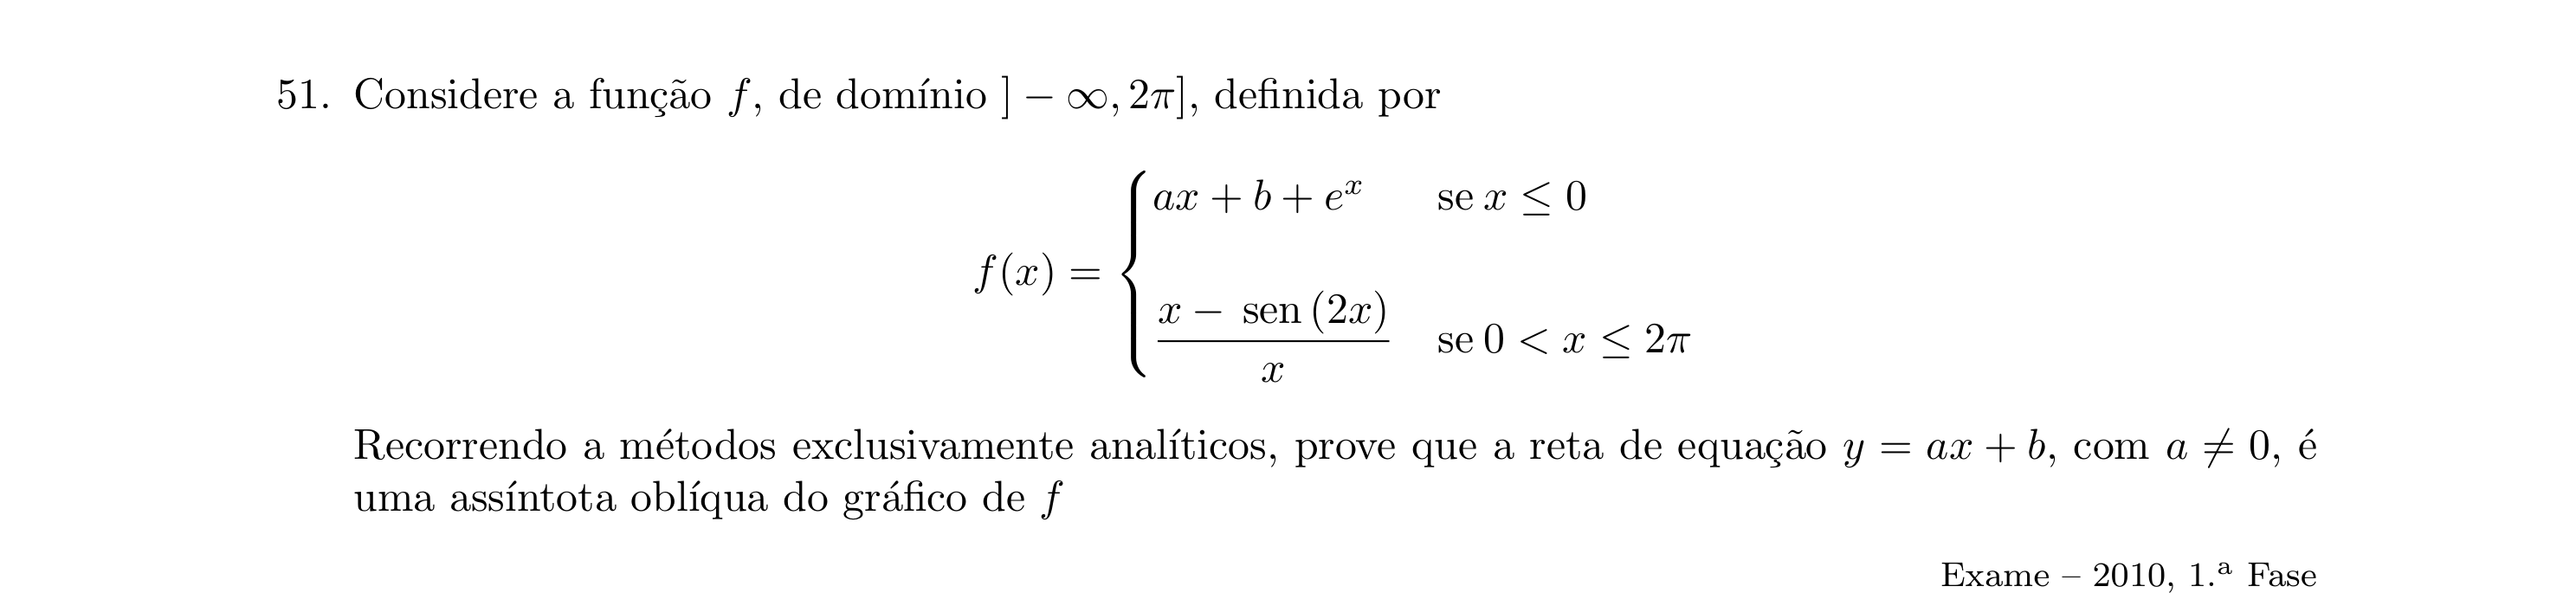 51. Considere a função f, de domínio ] − ∞, 2π], definida por
ax + b + e^x se x ≤ 0
f(x) = {
x − sen (2x)
/ x se 0 < x ≤ 2π
Recorrendo a métodos exclusivamente analíticos, prove que a reta de equação y = ax + b, com a ≠ 0, é
uma assíntota oblíqua do gráfico de f
Exame – 2010, 1.ª Fase